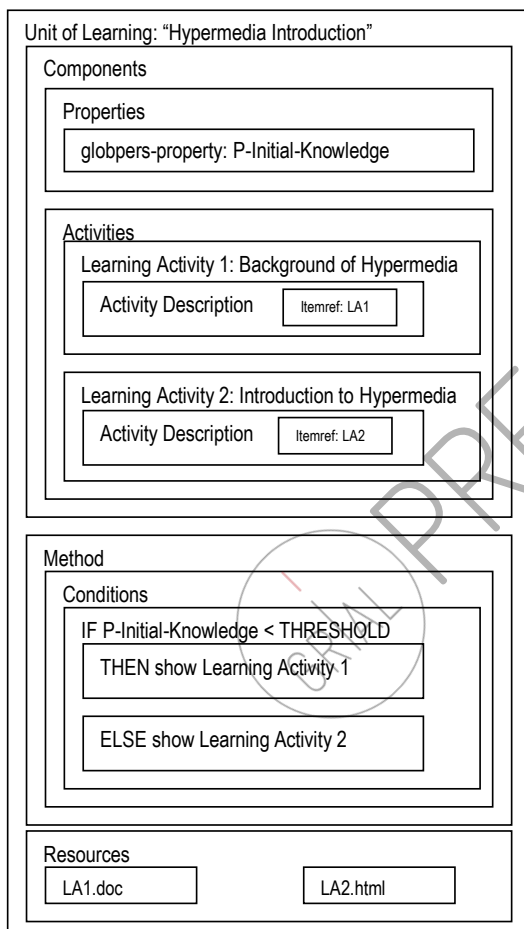 Unit of Learning: “Hypermedia Introduction”
Components
Properties
globpers-property: P-Initial-Knowledge
Activities
Learning Activity 1: Background of Hypermedia
Activity Description
Itemref: LA1
Learning Activity 2: Introduction to Hypermedia
Activity Description
Itemref: LA2
Method
Conditions
IF P-Initial-Knowledge < THRESHOLD
THEN show Learning Activity 1
ELSE show Learning Activity 2
Resources
LA1.doc
LA2.html
PRE